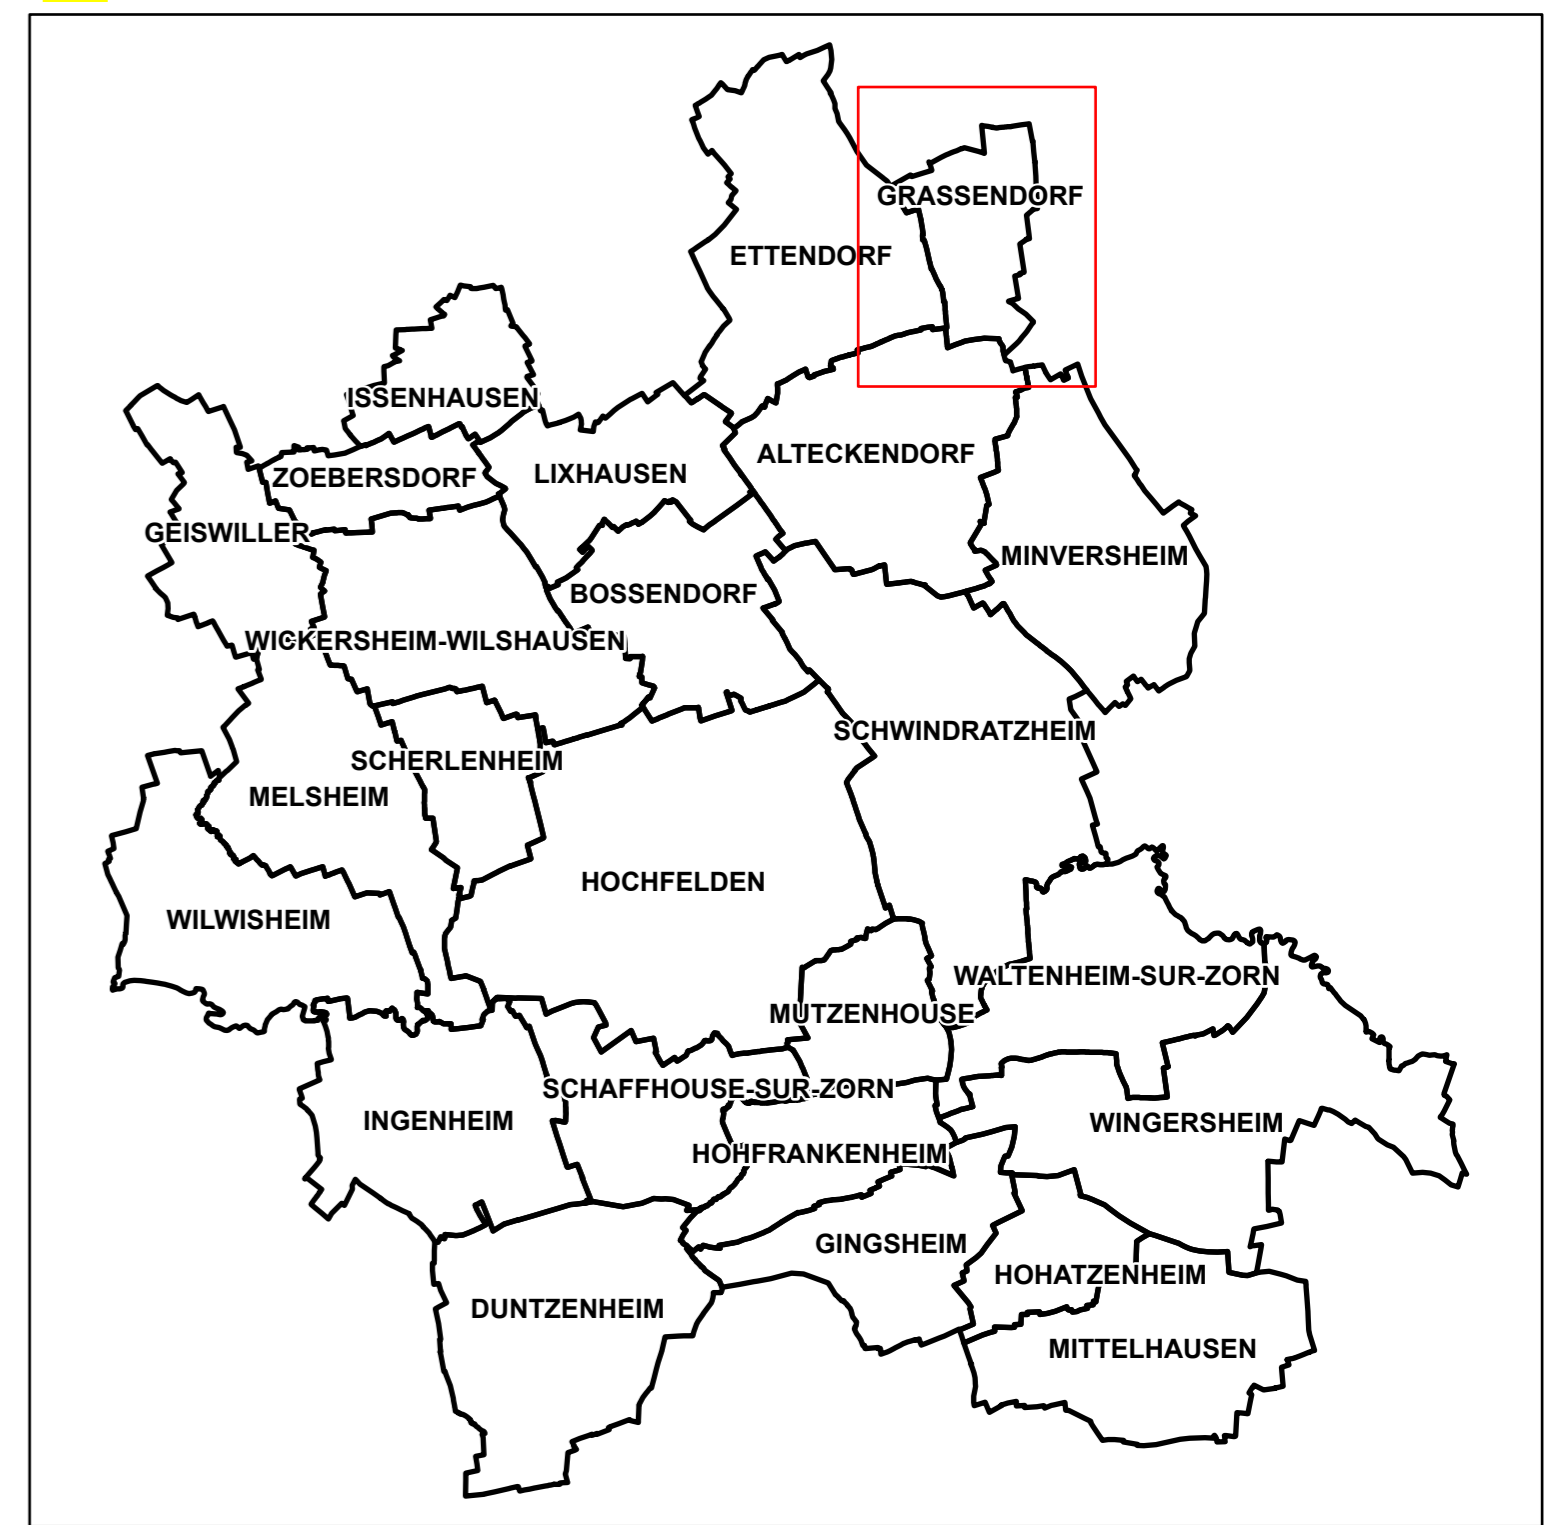 GRASSENDORF
ETTENDORF
ISSENHAUSEN
ALTECKENDORF
ZOEBERSDORF
LIXHAUSEN
GEISWILLER
MINVERSHEIM
BOSSENDORF
WICKERSHEIM-WILSHAUSEN
SCHWINDRATZHEIM
SCHERLENHEIM
MELSHEIM
HOCHFELDEN
WILWISHEIM
WALTENHEIM-SUR-ZORN
MUTZENHOUSE
SCHAFFHOUSE-SUR-ZORN
INGENHEIM
WINGERSHEIM
HOHFRANKENHEIM
GINGSHEIM
HOHATZENHEIM
DUNTZENHEIM
MITTELHAUSEN